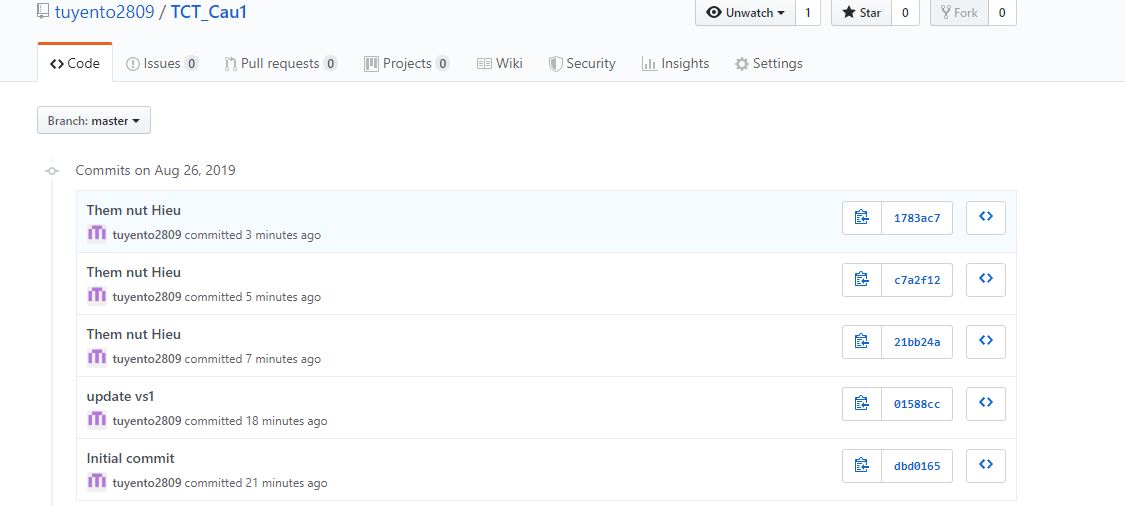 tuyento2809 / TCT_Cau1
Unwatch 1 Star 0 Fork 0
Code Issues 0 Pull requests 0 Projects 0 Wiki Security Insights Settings
Branch: master
Commits on Aug 26, 2019
Them nut Hieu
tuyento2809 committed 3 minutes ago
1783ac7
Them nut Hieu
tuyento2809 committed 5 minutes ago
c7a2f12
Them nut Hieu
tuyento2809 committed 7 minutes ago
21bb24a
update vs1
tuyento2809 committed 18 minutes ago
01588cc
Initial commit
tuyento2809 committed 21 minutes ago
dbd0165